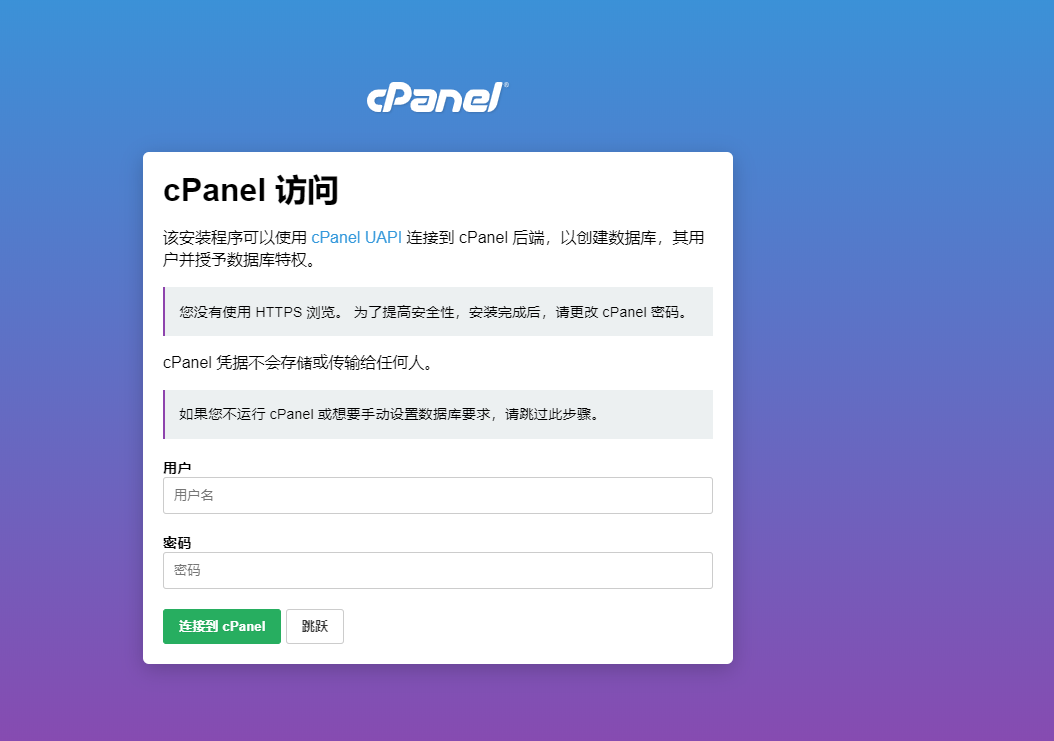 cPanel®
cPanel 访问
该安装程序可以使用 cPanel UAPI 连接到 cPanel 后端，以创建数据库，其用
户并授予数据库特权。
您没有使用 HTTPS 浏览。 为了提高安全性，安装完成后，请更改 cPanel 密码。
cPanel 凭据不会存储或传输给任何人。
如果您不运行 cPanel 或想要手动设置数据库要求，请跳过此步骤。
用户
用户名
密码
密码
连接到 cPanel 跳跃